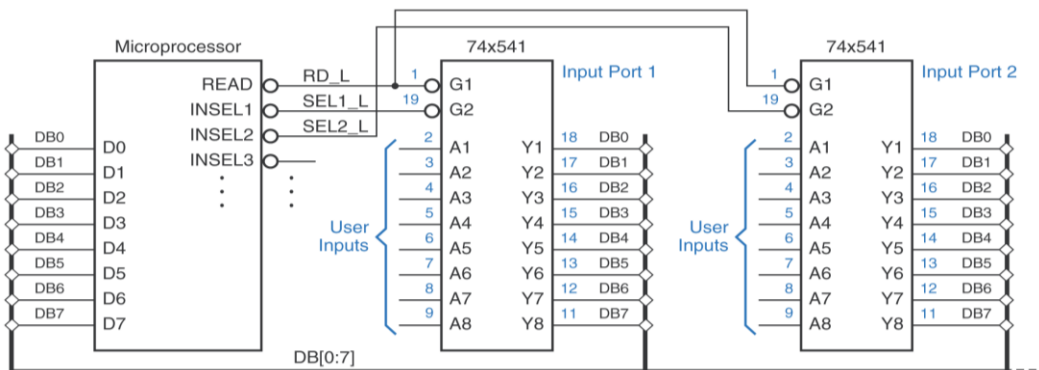 Microprocessor
READ
INSEL1
INSEL2
INSEL3
RD_L
SEL1_L
SEL2_L
DB0 D0
DB1 D1
DB2 D2
DB3 D3
DB4 D4
DB5 D5
DB6 D6
DB7 D7
DB[0:7]
74x541
Input Port 1
1 G1
19 G2
User
Inputs
2 A1 Y1 18 DB0
3 A2 Y2 17 DB1
4 A3 Y3 16 DB2
5 A4 Y4 15 DB3
6 A5 Y5 14 DB4
7 A6 Y6 13 DB5
8 A7 Y7 12 DB6
9 A8 Y8 11 DB7
74x541
Input Port 2
1 G1
19 G2
User
Inputs
2 A1 Y1 18 DB0
3 A2 Y2 17 DB1
4 A3 Y3 16 DB2
5 A4 Y4 15 DB3
6 A5 Y5 14 DB4
7 A6 Y6 13 DB5
8 A7 Y7 12 DB6
9 A8 Y8 11 DB7